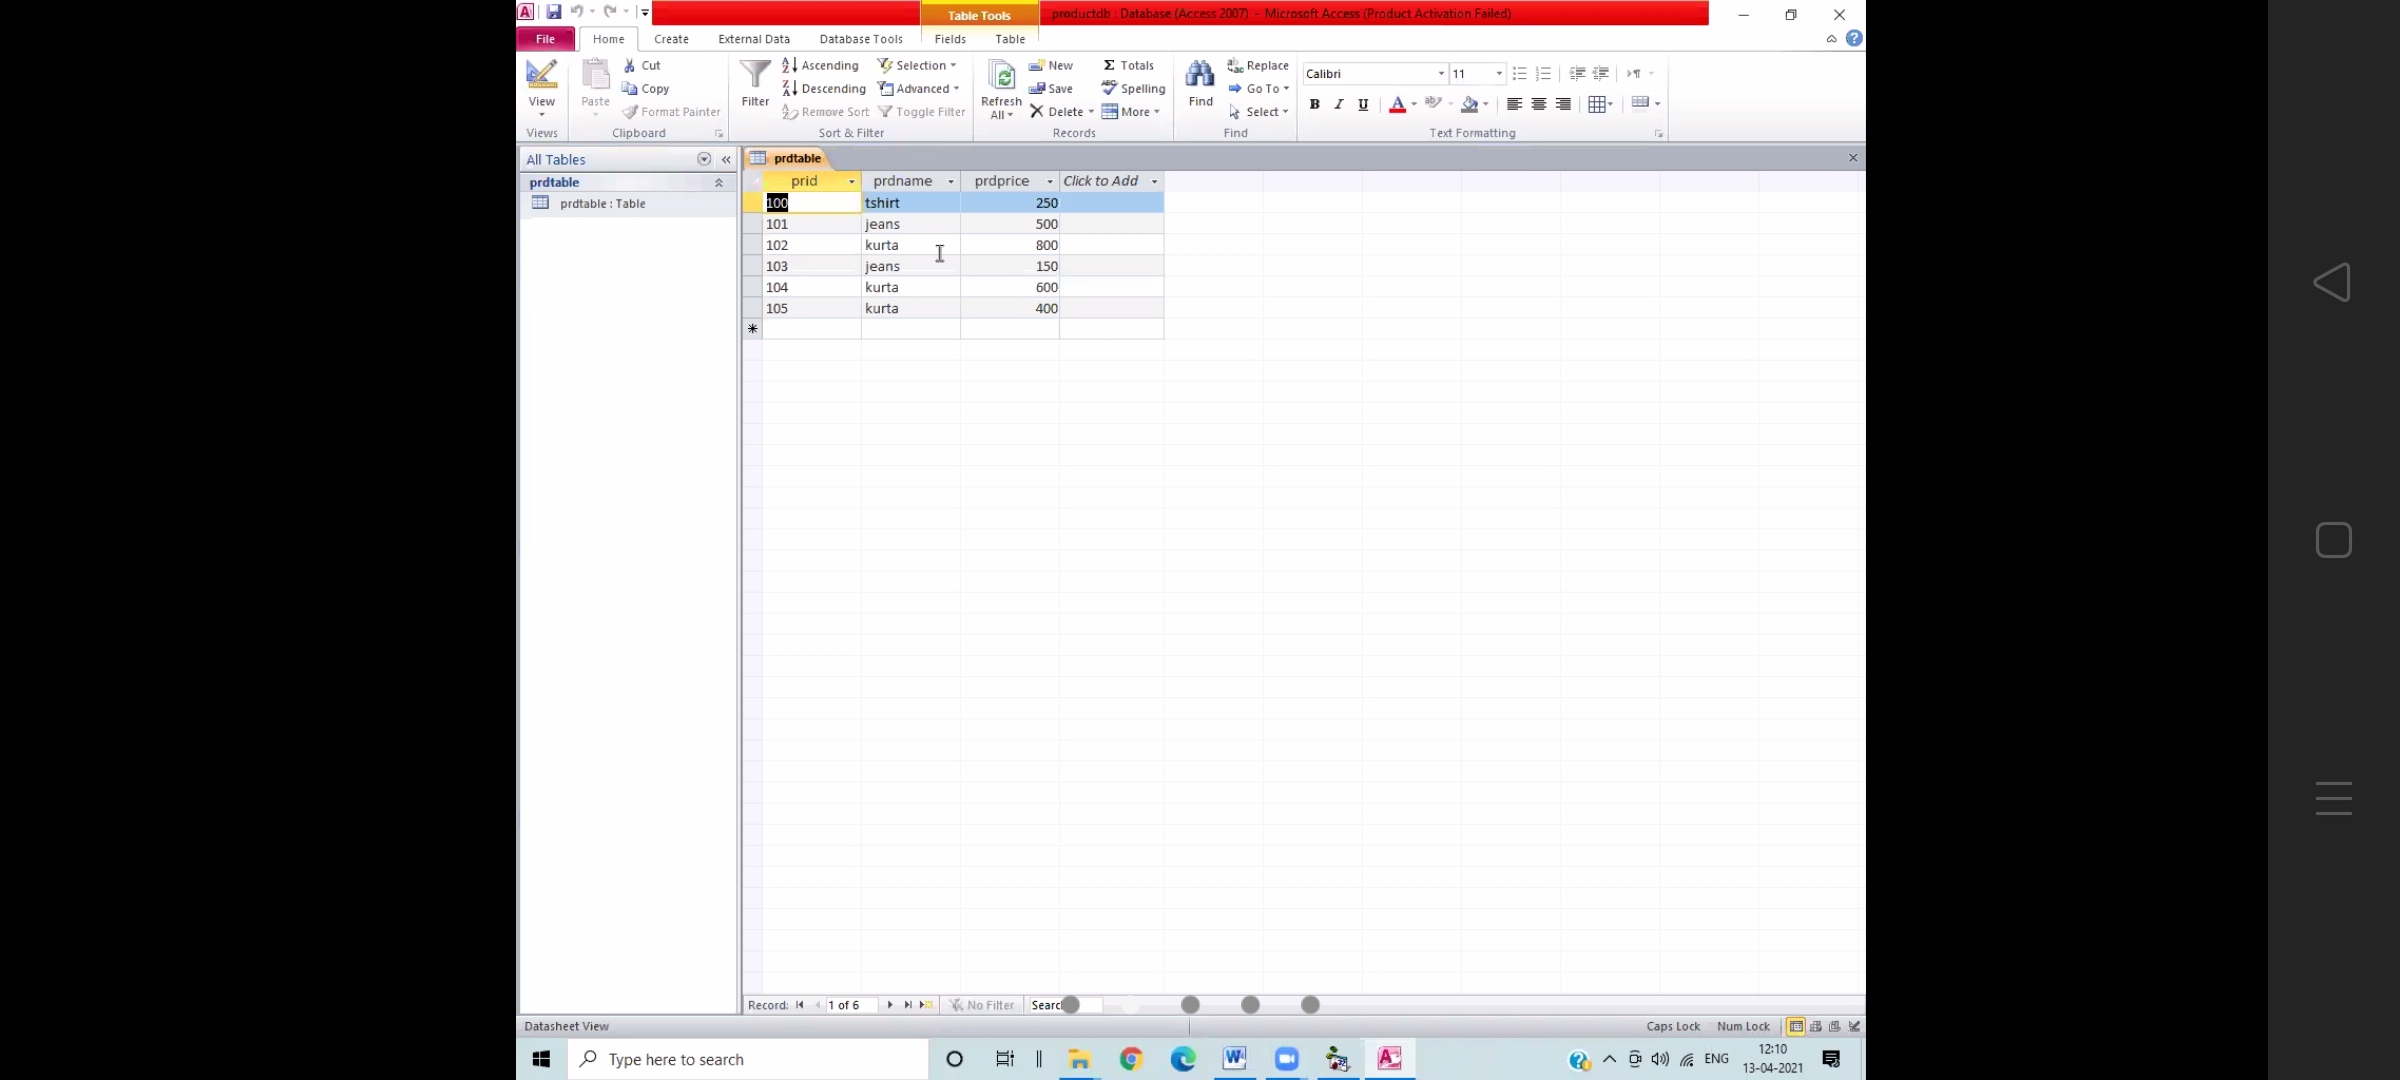 Table Tools productdb : Database (Access 2007) - Microsoft Access (Product Activation Failed)
File Home Create External Data Database Tools Fields Table
View
Views
Paste
Cut
Copy
Format Painter
Clipboard
Filter
Ascending
Descending
Remove Sort
Selection
Advanced
Toggle Filter
Sort & Filter
Refresh
All
New
Save
Delete
Totals
Spelling
More
Records
Find
Replace
Go To
Select
Find
Calibri 11
B I U A
Text Formatting
All Tables
prdtable
prdtable : Table
prdtable
prid prdname prdprice Click to Add
100 tshirt 250
101 jeans 500
102 kurta 800
103 jeans 150
104 kurta 600
105 kurta 400
Record: 1 of 6 No Filter
Datasheet View Caps Lock Num Lock
Type here to search ENG
12:10
13-04-2021